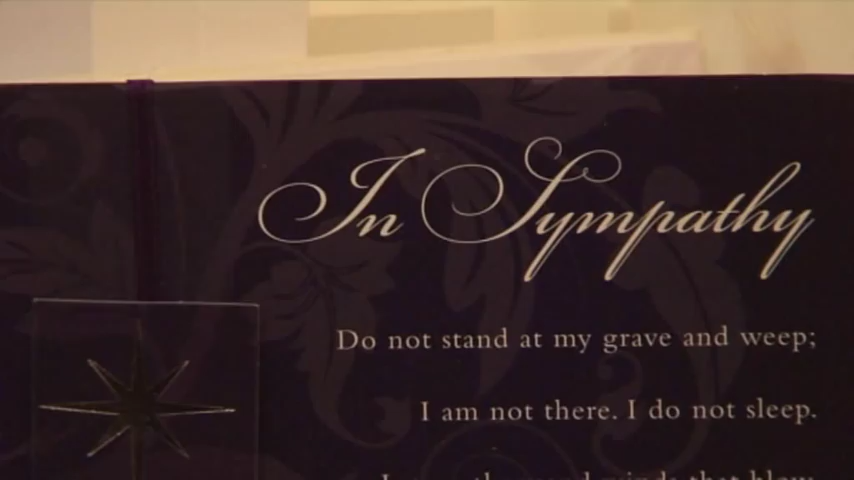 In Sympathy
Do not stand at my grave and weep;
I am not there. I do not sleep.